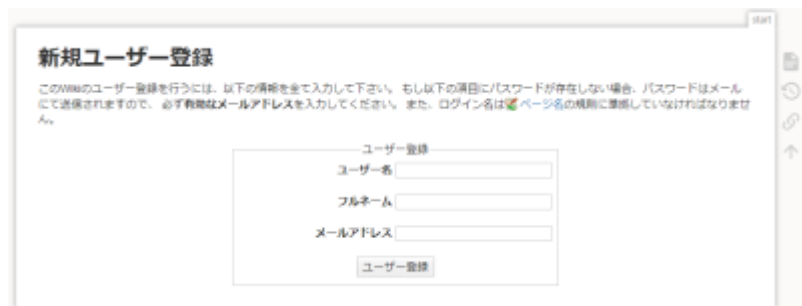 start
新規ユーザー登録
このWikiのユーザー登録を行うには、以下の情報を全て入力して下さい。 もし以下の項目にパスワードが存在しない場合、パスワードはメール
にて送信されますので、 必ず有効なメールアドレスを入力してください。 また、ログイン名は ページ名の規則に準拠していなければなりませ
ん。
ユーザー登録
ユーザー名
フルネーム
メールアドレス
ユーザー登録